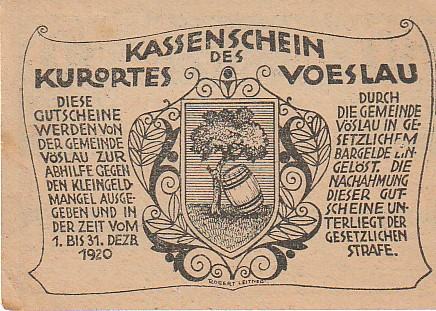 KASSENSCHEIN
DES
KURORTES VOESLAU
DIESE
GUTSCHEINE
WERDEN VON
DER GEMEINDE
VÖSLAU ZUR
ABHILFE GEGEN
DEN KLEINGELD-
MANGEL AUSGE-
GEBEN UND IN
DER ZEIT VOM
1. BIS 31. DEZB.
1920
DURCH
DIE GEMEINDE
VÖSLAU IN GE-
SETZLICHEM
BARGELDE EIN-
GELÖST. DIE
NACHAHMUNG
DIESER GUT-
SCHEINE UN-
TERLIEGT DER
GESETZLICHEN
STRAFE.
ROBERT LEITNER